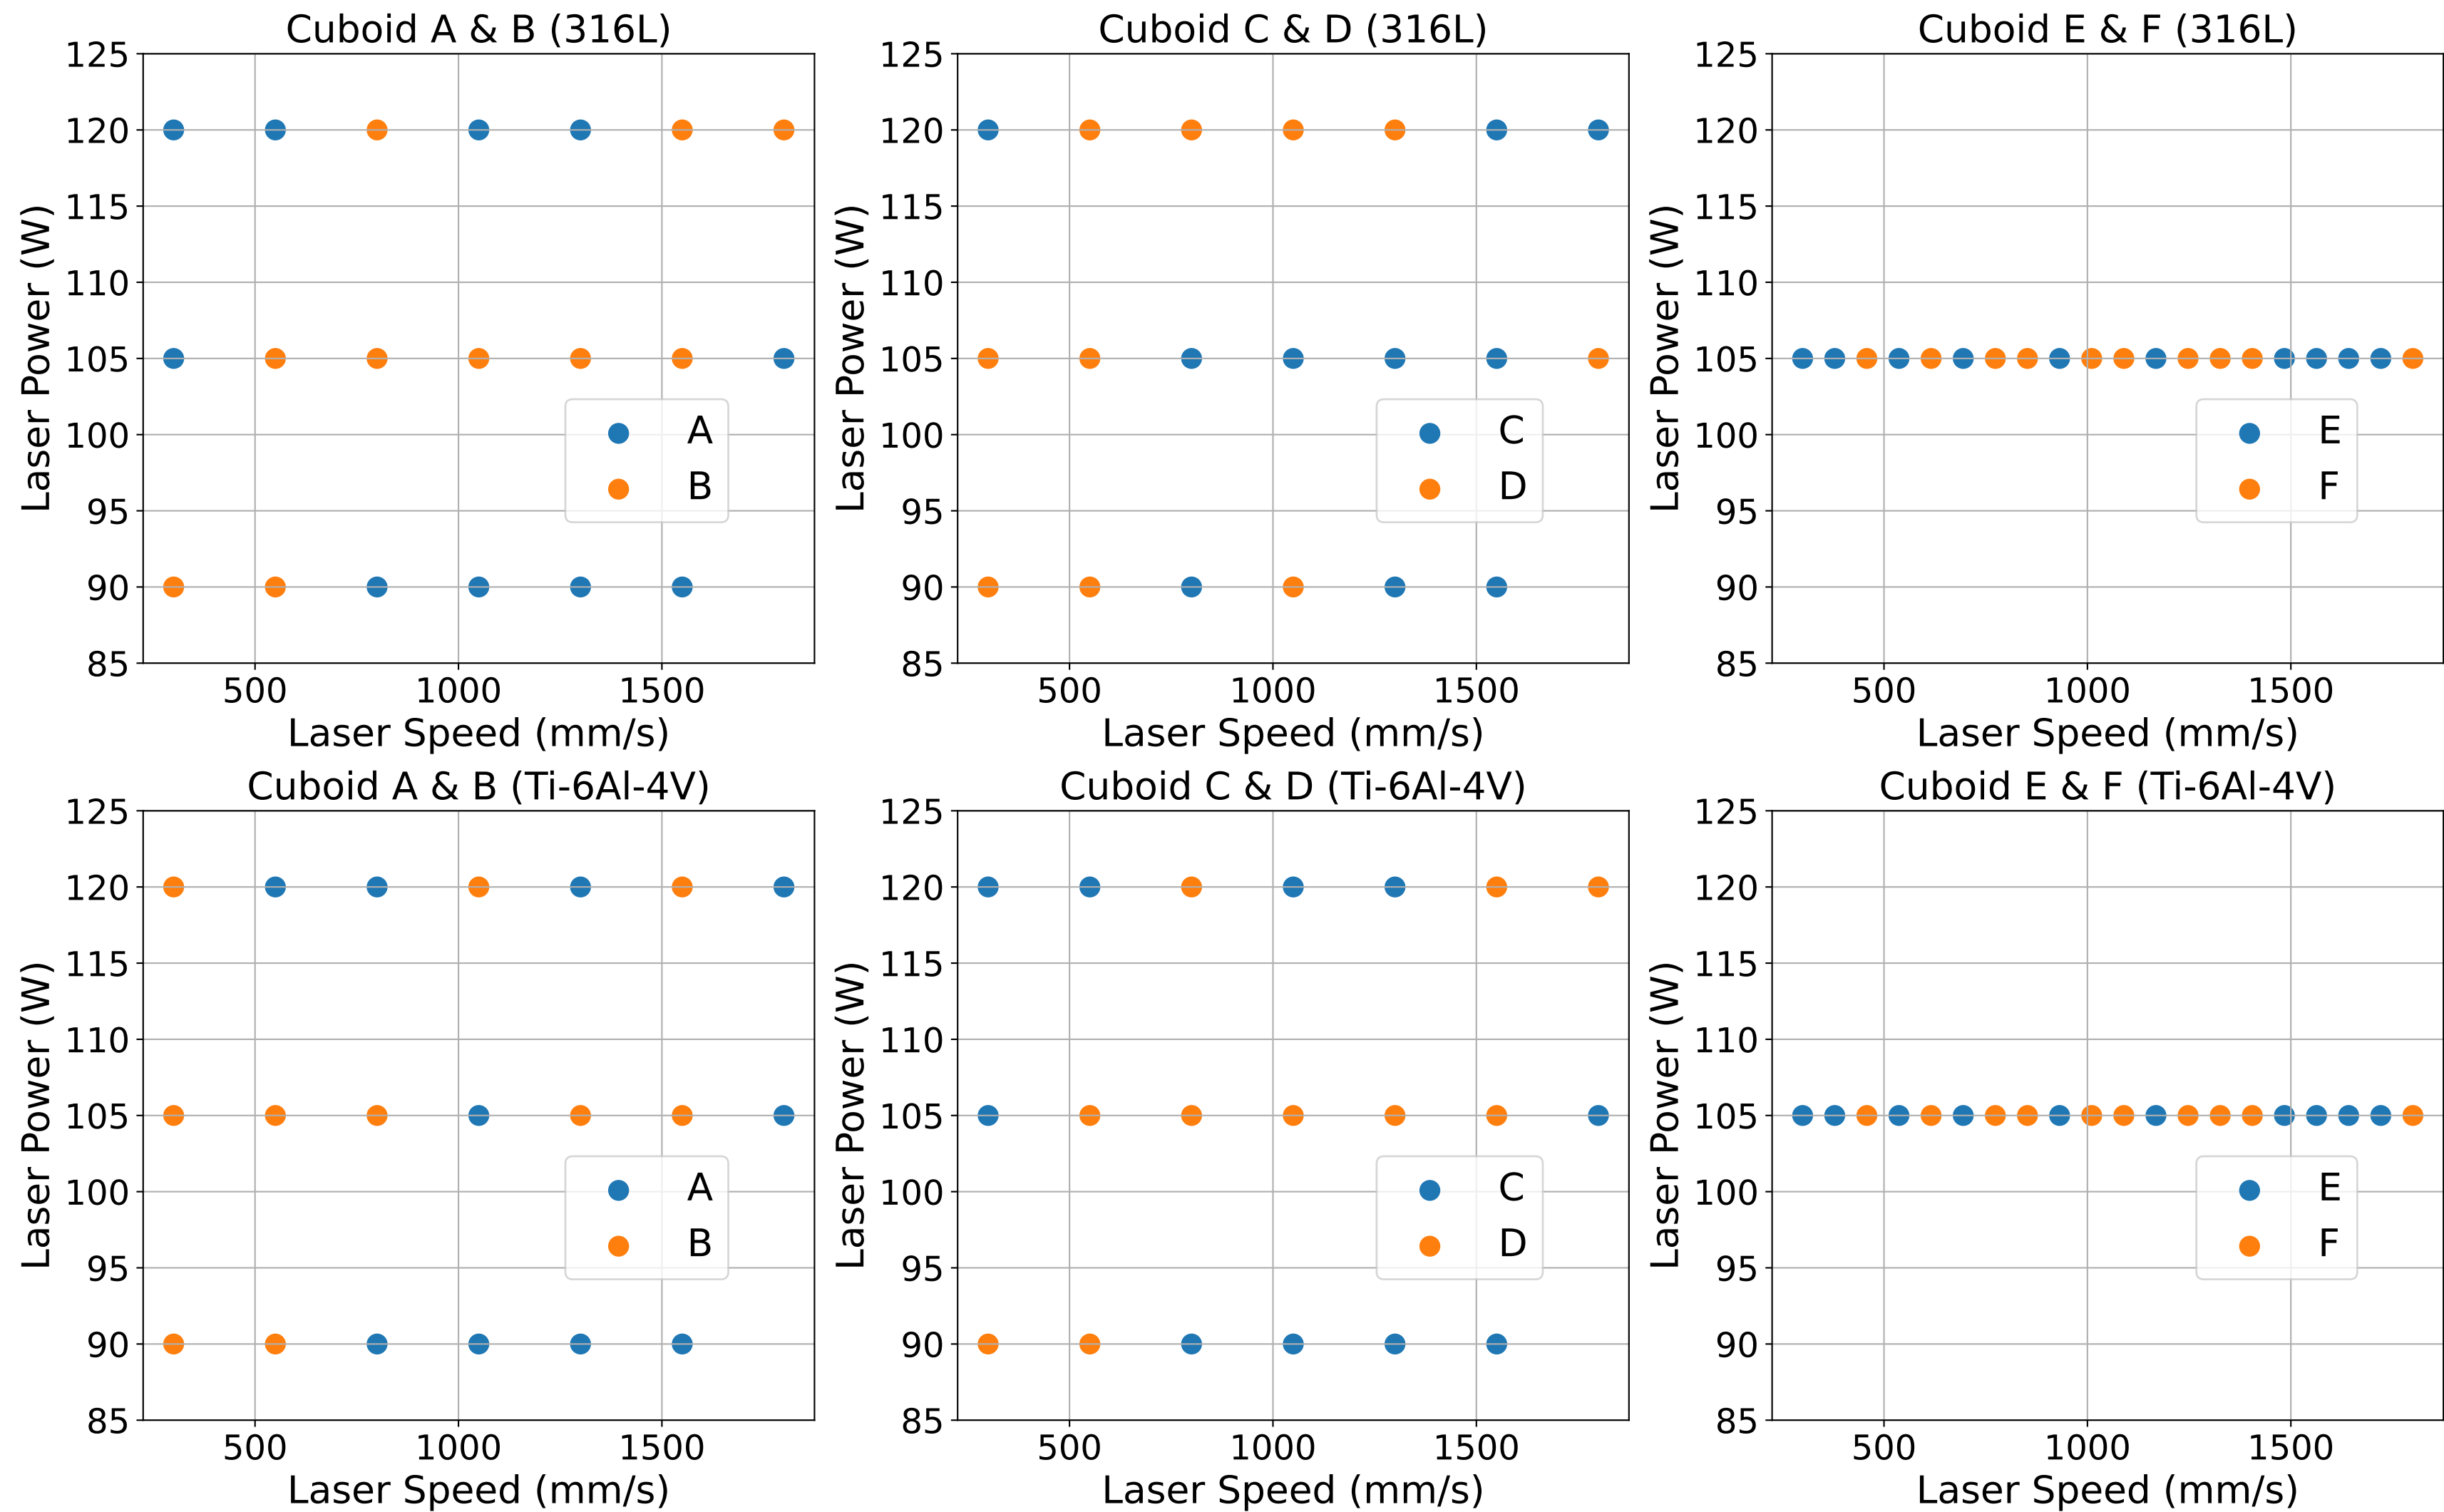 Cuboid A & B (316L)
125
120
115
110
105
100
95
90
85
Laser Power (W)
A
B
500 1000 1500
Laser Speed (mm/s)
Cuboid C & D (316L)
125
120
115
110
105
100
95
90
85
Laser Power (W)
C
D
500 1000 1500
Laser Speed (mm/s)
Cuboid E & F (316L)
125
120
115
110
105
100
95
90
85
Laser Power (W)
E
F
500 1000 1500
Laser Speed (mm/s)
Cuboid A & B (Ti-6Al-4V)
125
120
115
110
105
100
95
90
85
Laser Power (W)
A
B
500 1000 1500
Laser Speed (mm/s)
Cuboid C & D (Ti-6Al-4V)
125
120
115
110
105
100
95
90
85
Laser Power (W)
C
D
500 1000 1500
Laser Speed (mm/s)
Cuboid E & F (Ti-6Al-4V)
125
120
115
110
105
100
95
90
85
Laser Power (W)
E
F
500 1000 1500
Laser Speed (mm/s)